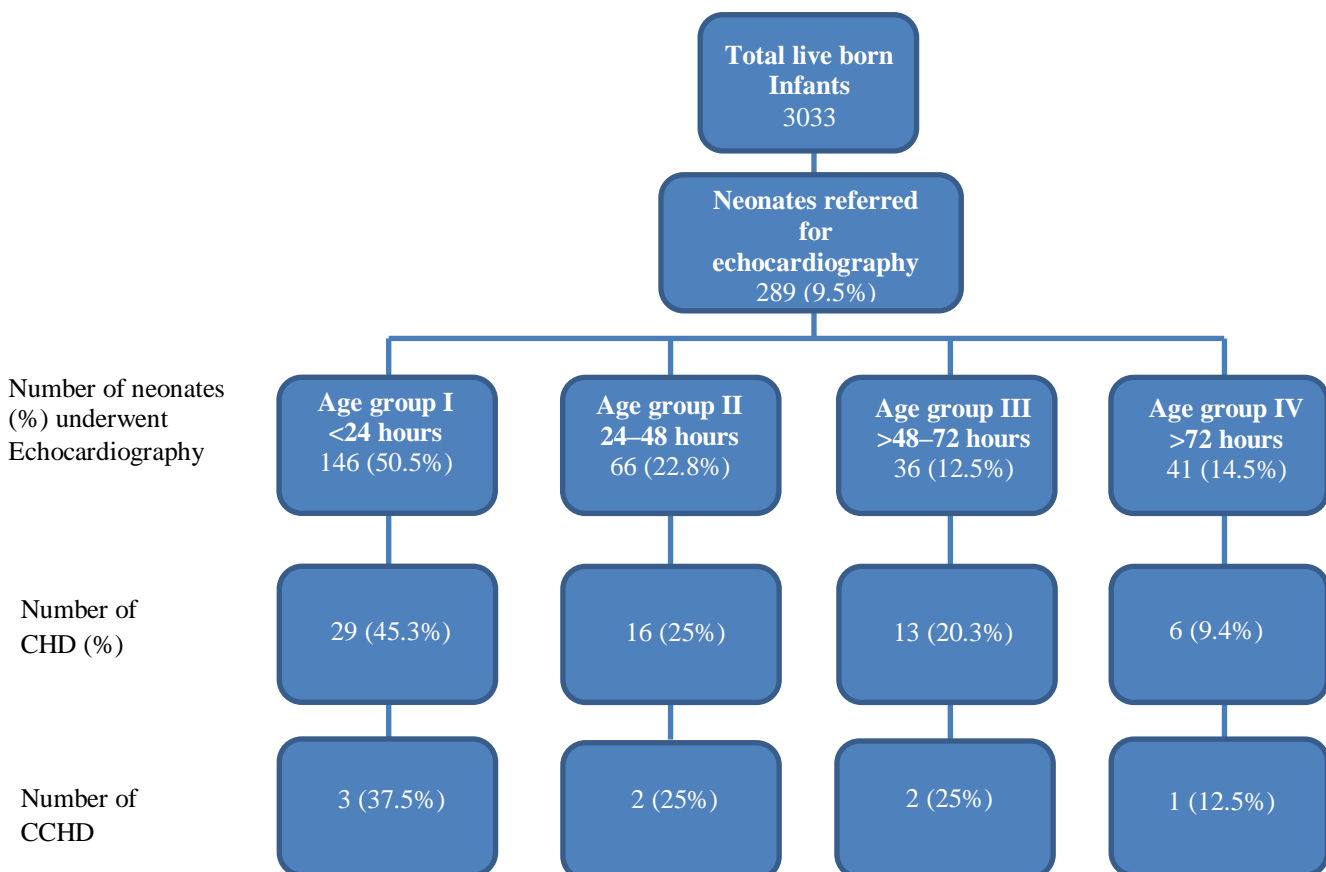 Total live born
Infants
3033
Neonates referred
for
echocardiography
289 (9.5%)
Number of neonates
(%) underwent
Echocardiography
Age group I
<24 hours
146 (50.5%)
Age group II
24–48 hours
66 (22.8%)
Age group III
>48–72 hours
36 (12.5%)
Age group IV
>72 hours
41 (14.5%)
Number of
CHD (%)
29 (45.3%)
16 (25%)
13 (20.3%)
6 (9.4%)
Number of
CCHD
3 (37.5%)
2 (25%)
2 (25%)
1 (12.5%)